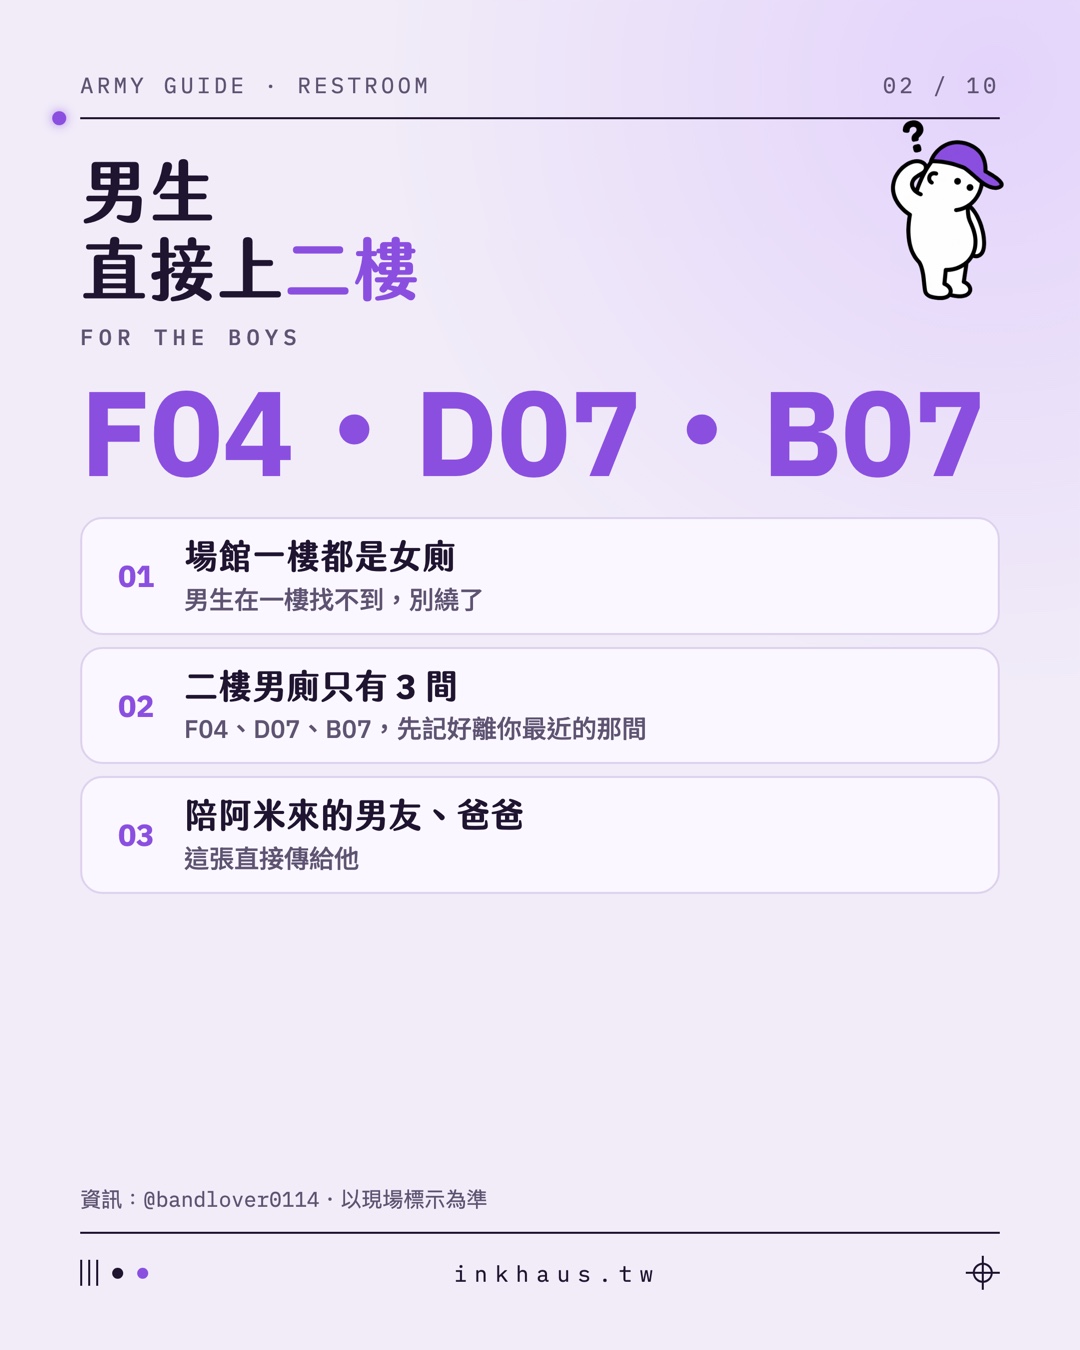 ARMY GUIDE · RESTROOM
02 / 10
?
男生
直接上二樓
FOR THE BOYS
F04 • D07 • B07
01
場館一樓都是女廁
男生在一樓找不到，別繞了
02
二樓男廁只有 3 間
F04、D07、B07，先記好離你最近的那間
03
陪阿米來的男友、爸爸
這張直接傳給他
資訊：@bandlover0114 · 以現場標示為準
inkhaus.tw